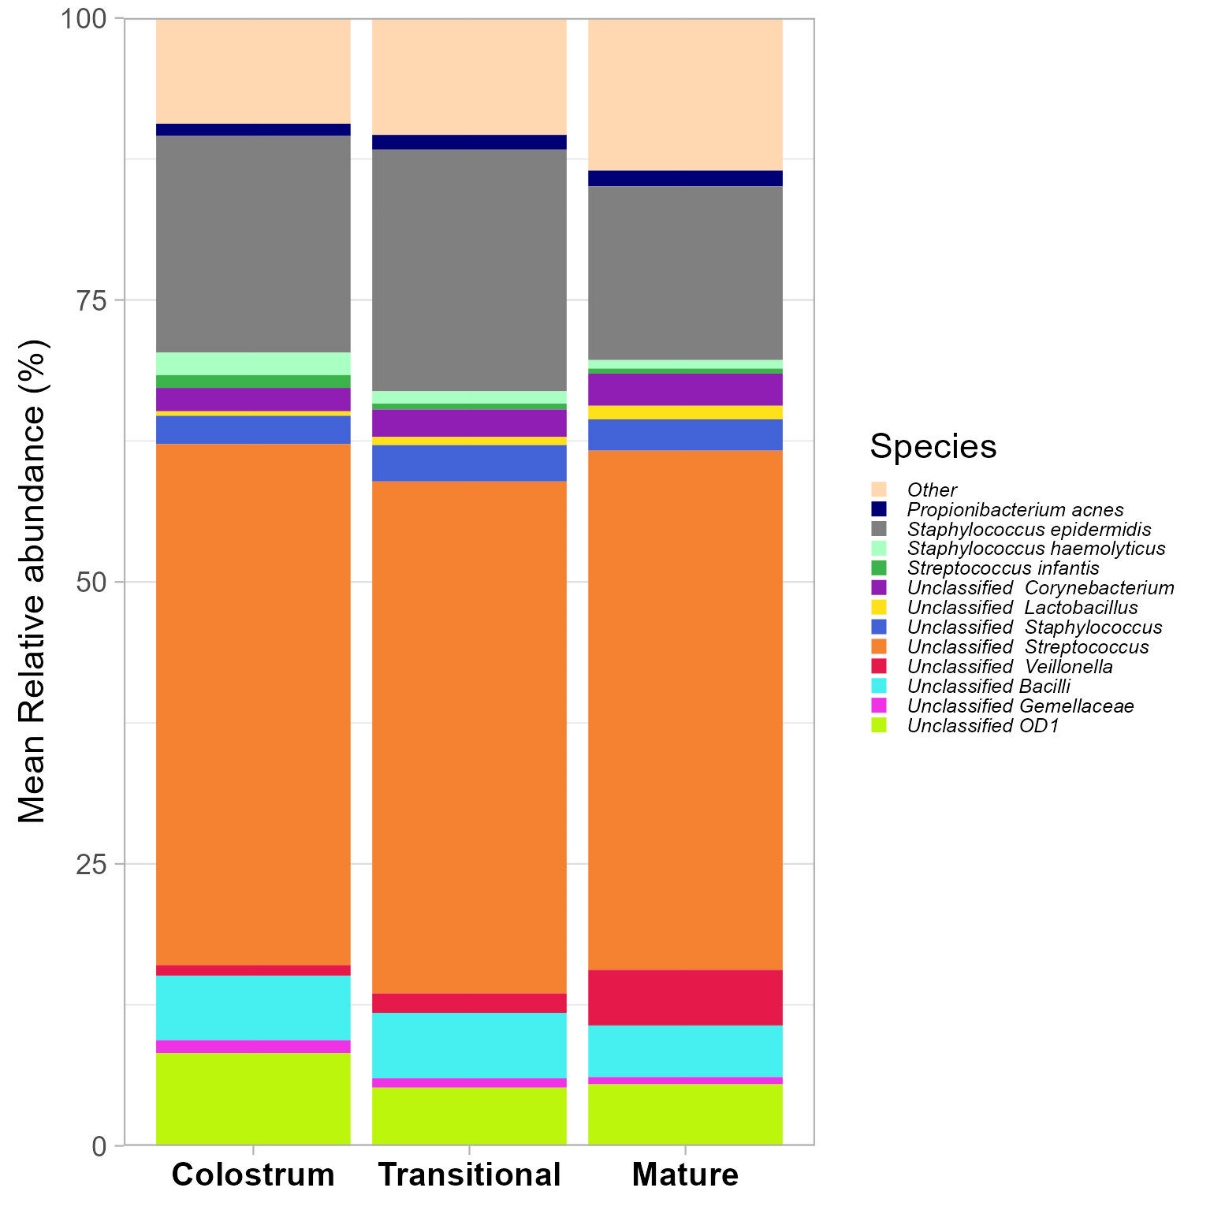 100
75
50
25
0
Mean Relative abundance (%)
Colostrum Transitional Mature
Species
Other
Propionibacterium acnes
Staphylococcus epidermidis
Staphylococcus haemolyticus
Streptococcus infantis
Unclassified  Corynebacterium
Unclassified  Lactobacillus
Unclassified  Staphylococcus
Unclassified  Streptococcus
Unclassified  Veillonella
Unclassified Bacilli
Unclassified Gemellaceae
Unclassified OD1